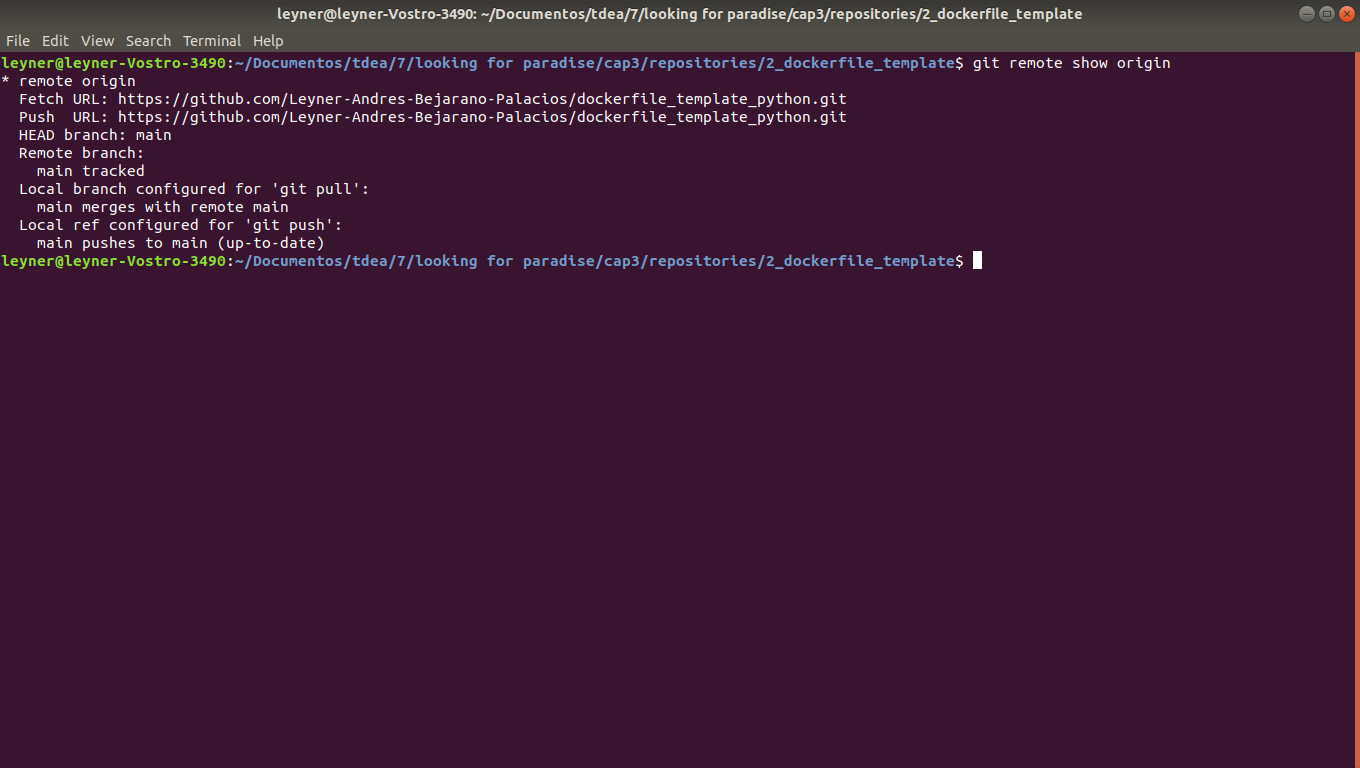 leyner@leyner-Vostro-3490: ~/Documentos/tdea/7/looking for paradise/cap3/repositories/2_dockerfile_template
File Edit View Search Terminal Help
leyner@leyner-Vostro-3490:~/Documentos/tdea/7/looking for paradise/cap3/repositories/2_dockerfile_template$ git remote show origin
* remote origin
  Fetch URL: https://github.com/Leyner-Andres-Bejarano-Palacios/dockerfile_template_python.git
  Push  URL: https://github.com/Leyner-Andres-Bejarano-Palacios/dockerfile_template_python.git
  HEAD branch: main
  Remote branch:
    main tracked
  Local branch configured for 'git pull':
    main merges with remote main
  Local ref configured for 'git push':
    main pushes to main (up-to-date)
leyner@leyner-Vostro-3490:~/Documentos/tdea/7/looking for paradise/cap3/repositories/2_dockerfile_template$